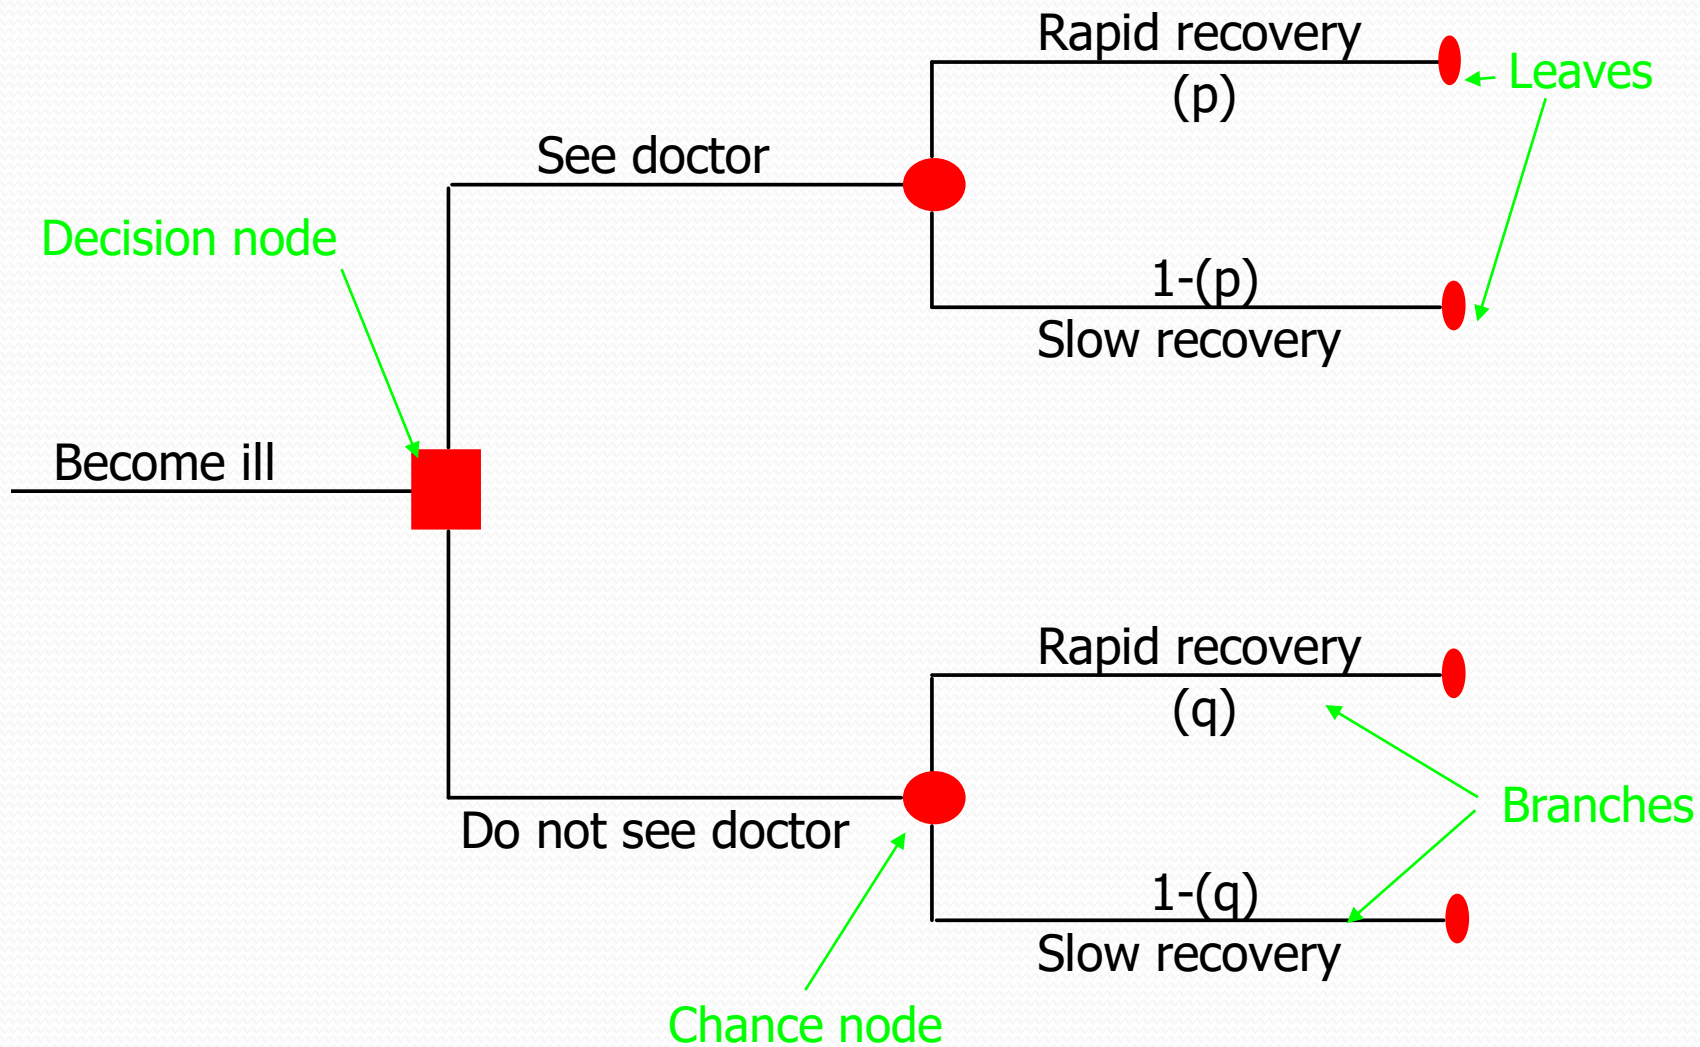 Rapid recovery
(p)
Leaves
See doctor
Decision node
1-(p)
Slow recovery
Become ill
Rapid recovery
(q)
Branches
Do not see doctor
1-(q)
Slow recovery
Chance node